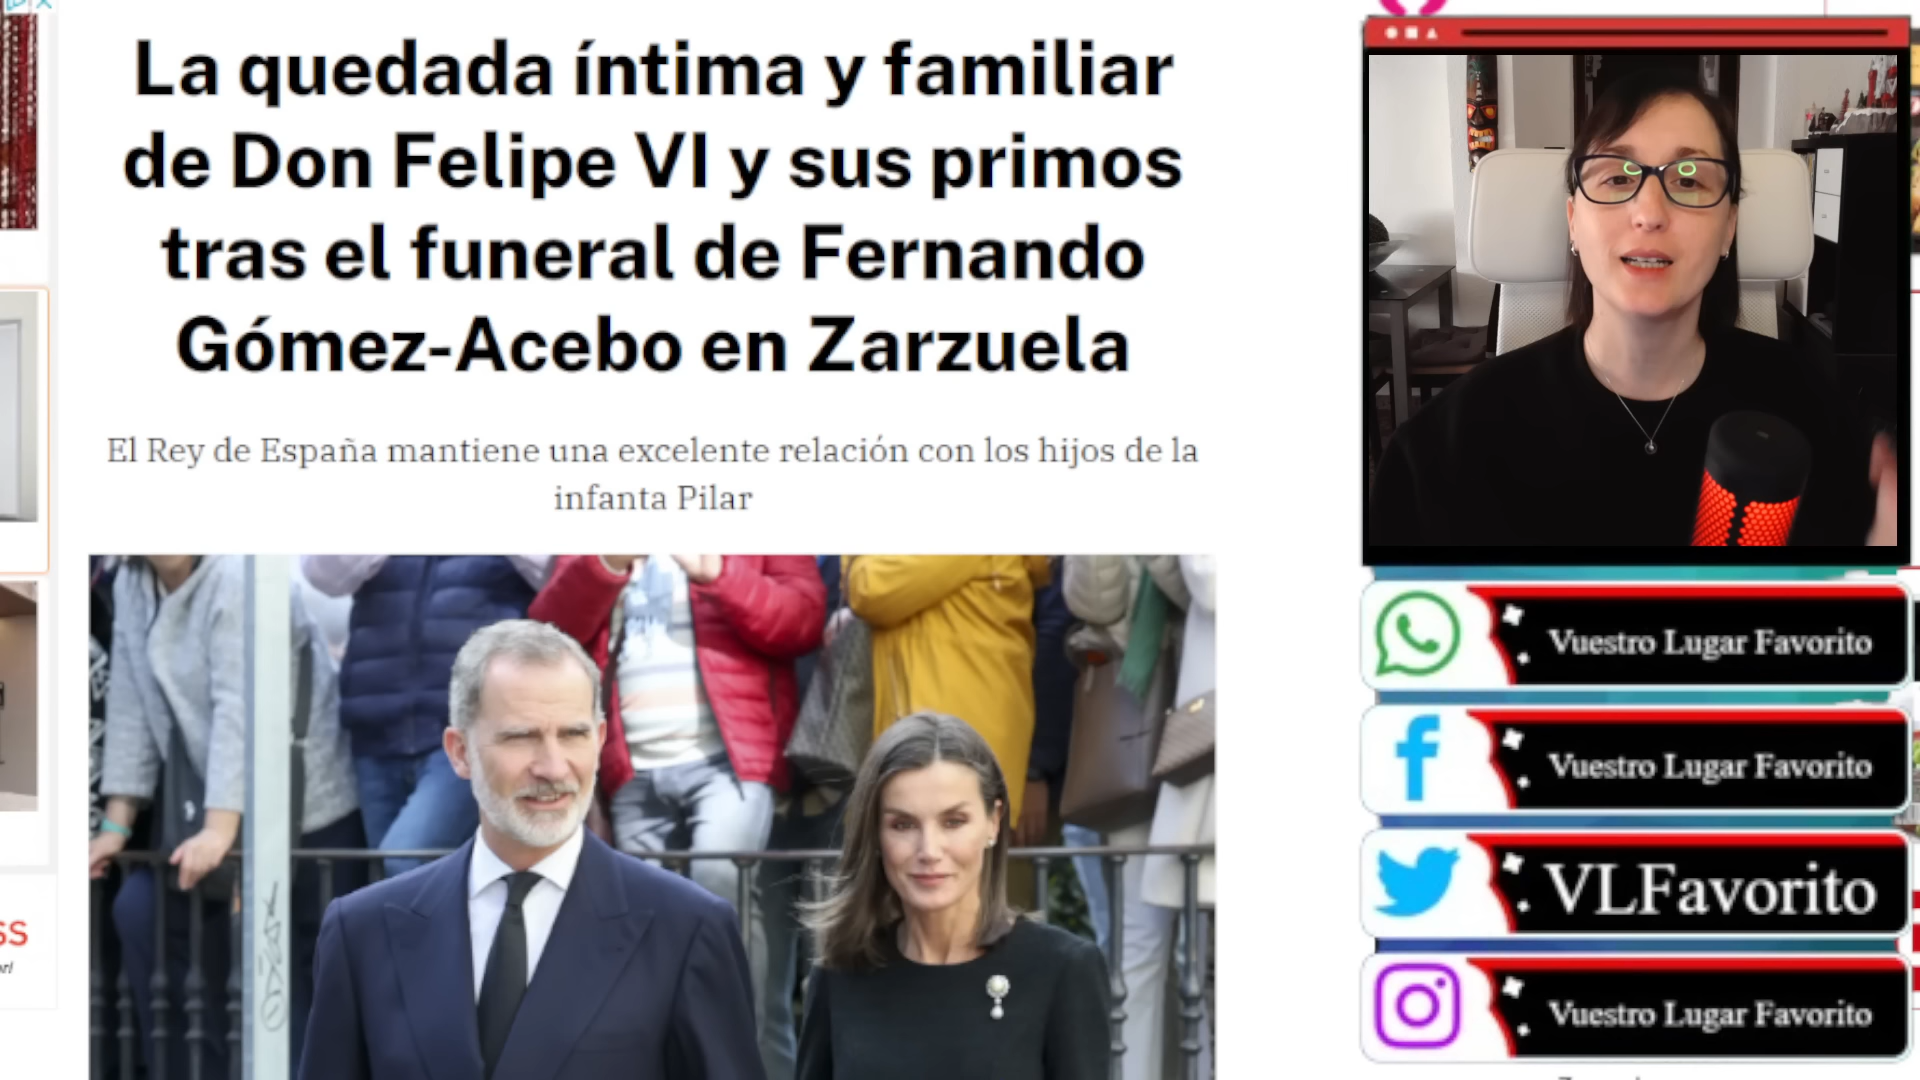 La quedada íntima y familiar
de Don Felipe VI y sus primos
tras el funeral de Fernando
Gómez-Acebo en Zarzuela
El Rey de España mantiene una excelente relación con los hijos de la
infanta Pilar
Vuestro Lugar Favorito
Vuestro Lugar Favorito
VLFavorito
Vuestro Lugar Favorito